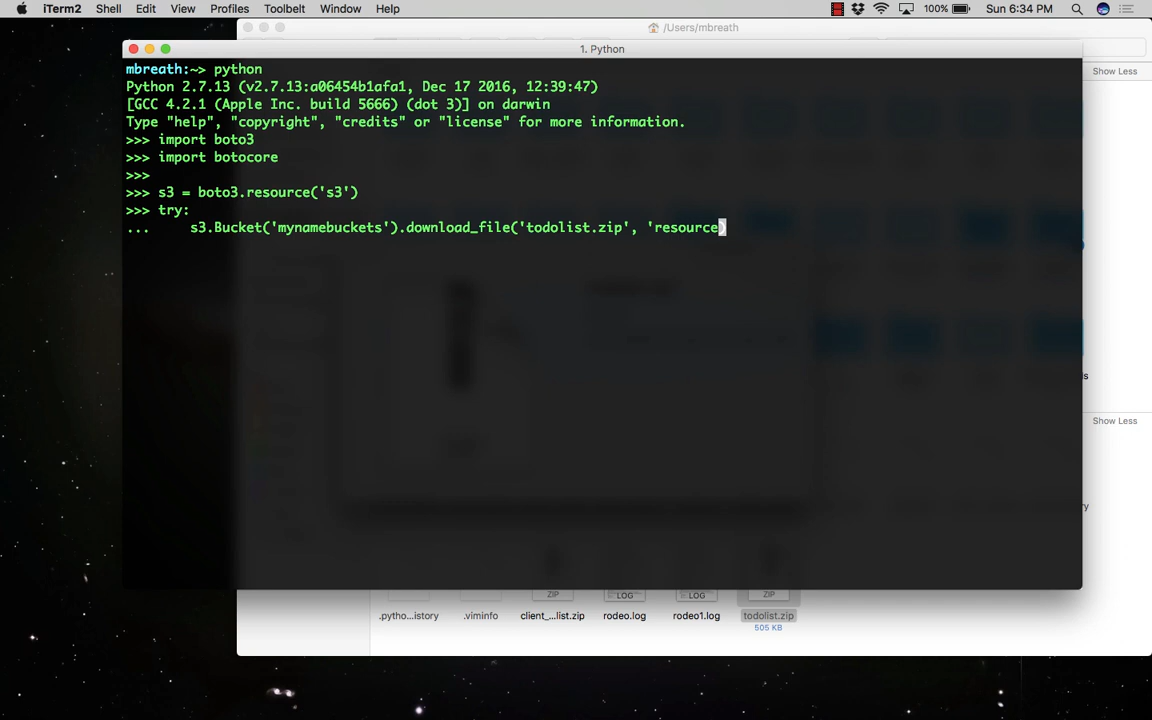 iTerm2 Shell Edit View Profiles Toolbelt Window Help 100% Sun 6:34 PM
/Users/mbreath
1. Python
Show Less
mbreath:~> python
Python 2.7.13 (v2.7.13:a06454b1afa1, Dec 17 2016, 12:39:47)
[GCC 4.2.1 (Apple Inc. build 5666) (dot 3)] on darwin
Type "help", "copyright", "credits" or "license" for more information.
>>> import boto3
>>> import botocore
>>>
>>> s3 = boto3.resource('s3')
>>> try:
...     s3.Bucket('mynamebuckets').download_file('todolist.zip', 'resource
Show Less
ZIP LOG LOG ZIP
.pytho...istory .viminfo client_...list.zip rodeo.log rodeo1.log todolist.zip
505 KB